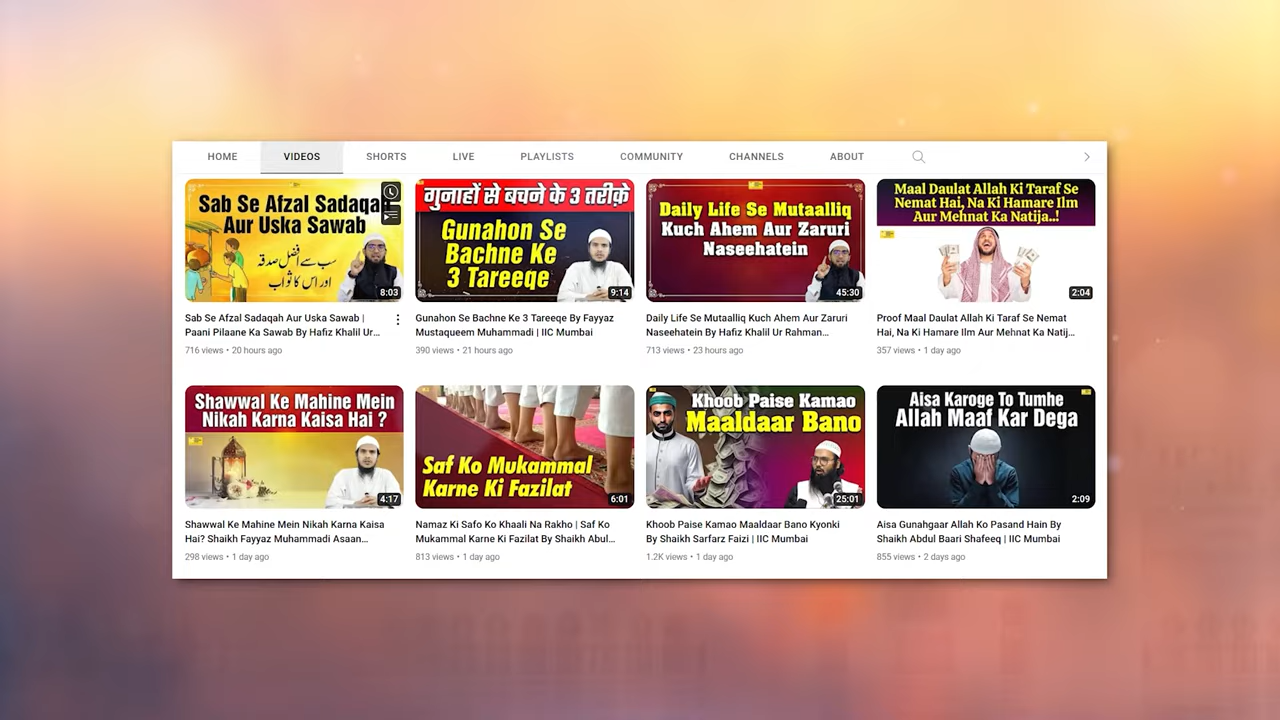 HOME VIDEOS SHORTS LIVE PLAYLISTS COMMUNITY CHANNELS ABOUT
Sab Se Afzal Sadaqah
Aur Uska Sawab
سب سے افضل صدقہ
اور اس کا ثواب
8:03
Sab Se Afzal Sadaqah Aur Uska Sawab |
Paani Pilaane Ka Sawab By Hafiz Khalil Ur...
716 views • 20 hours ago
गुनाहों से बचने के 3 तरीक़े
Gunahon Se
Bachne Ke
3 Tareeqe
9:14
Gunahon Se Bachne Ke 3 Tareeqe By Fayyaz
Mustaqueem Muhammadi | IIC Mumbai
390 views • 21 hours ago
Daily Life Se Mutaalliq
Kuch Ahem Aur Zaruri
Naseehatein
45:30
Daily Life Se Mutaalliq Kuch Ahem Aur Zaruri
Naseehatein By Hafiz Khalil Ur Rahman...
713 views • 23 hours ago
Maal Daulat Allah Ki Taraf Se
Nemat Hai, Na Ki Hamare Ilm
Aur Mehnat Ka Natija..!
2:04
Proof Maal Daulat Allah Ki Taraf Se Nemat
Hai, Na Ki Hamare Ilm Aur Mehnat Ka Natij...
357 views • 1 day ago
Shawwal Ke Mahine Mein
Nikah Karna Kaisa Hai ?
4:17
Shawwal Ke Mahine Mein Nikah Karna Kaisa
Hai? Shaikh Fayyaz Muhammadi Asaan...
298 views • 1 day ago
Saf Ko Mukammal
Karne Ki Fazilat
6:01
Namaz Ki Safo Ko Khaali Na Rakho | Saf Ko
Mukammal Karne Ki Fazilat By Shaikh Abul...
813 views • 1 day ago
Khoob Paise Kamao
Maaldaar Bano
25:01
Khoob Paise Kamao Maaldaar Bano Kyonki
By Shaikh Sarfarz Faizi | IIC Mumbai
1.2K views • 1 day ago
Aisa Karoge To Tumhe
Allah Maaf Kar Dega
2:09
Aisa Gunahgaar Allah Ko Pasand Hain By
Shaikh Abdul Baari Shafeeq | IIC Mumbai
855 views • 2 days ago